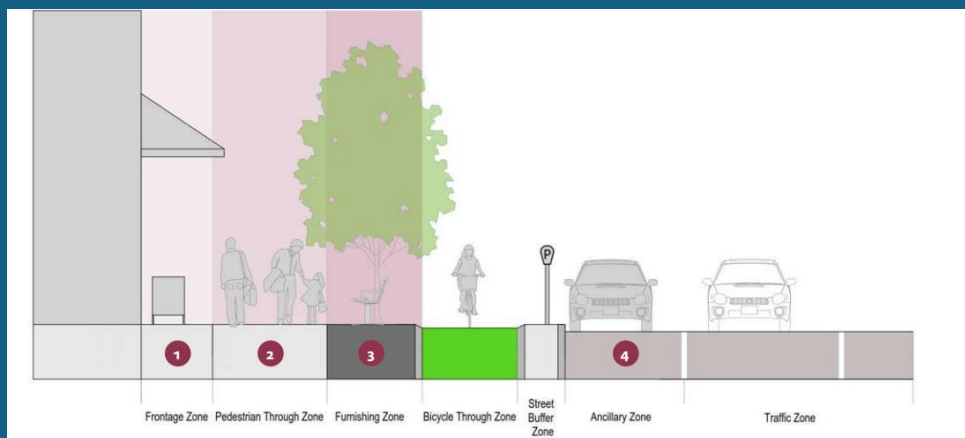 P
1
2
3
4
Frontage Zone
Pedestrian Through Zone
Furnishing Zone
Bicycle Through Zone
Street
Buffer
Zone
Ancillary Zone
Traffic Zone